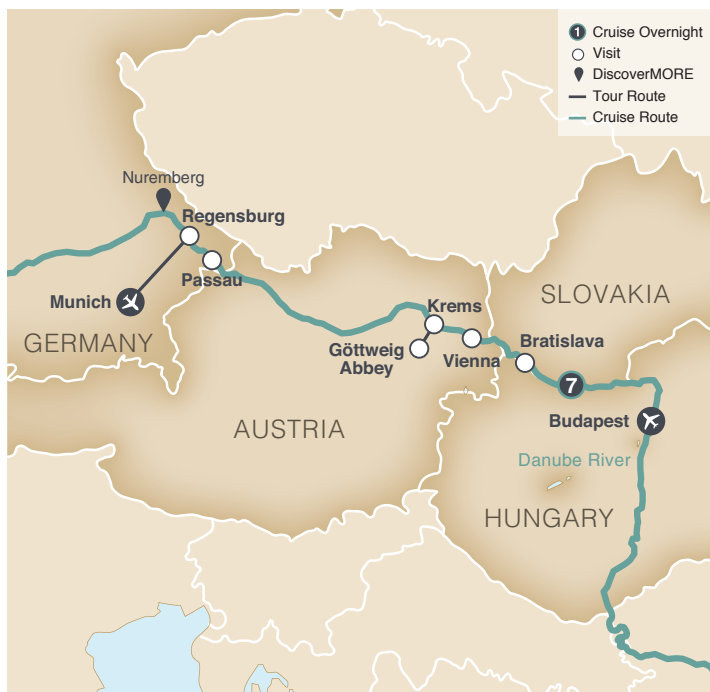 1 Cruise Overnight
Visit
DiscoverMORE
Tour Route
Cruise Route
Nuremberg
Regensburg
Passau
Munich
GERMANY
Krems
Göttweig
Abbey
Vienna
Bratislava
SLOVAKIA
7
Budapest
AUSTRIA
Danube River
HUNGARY